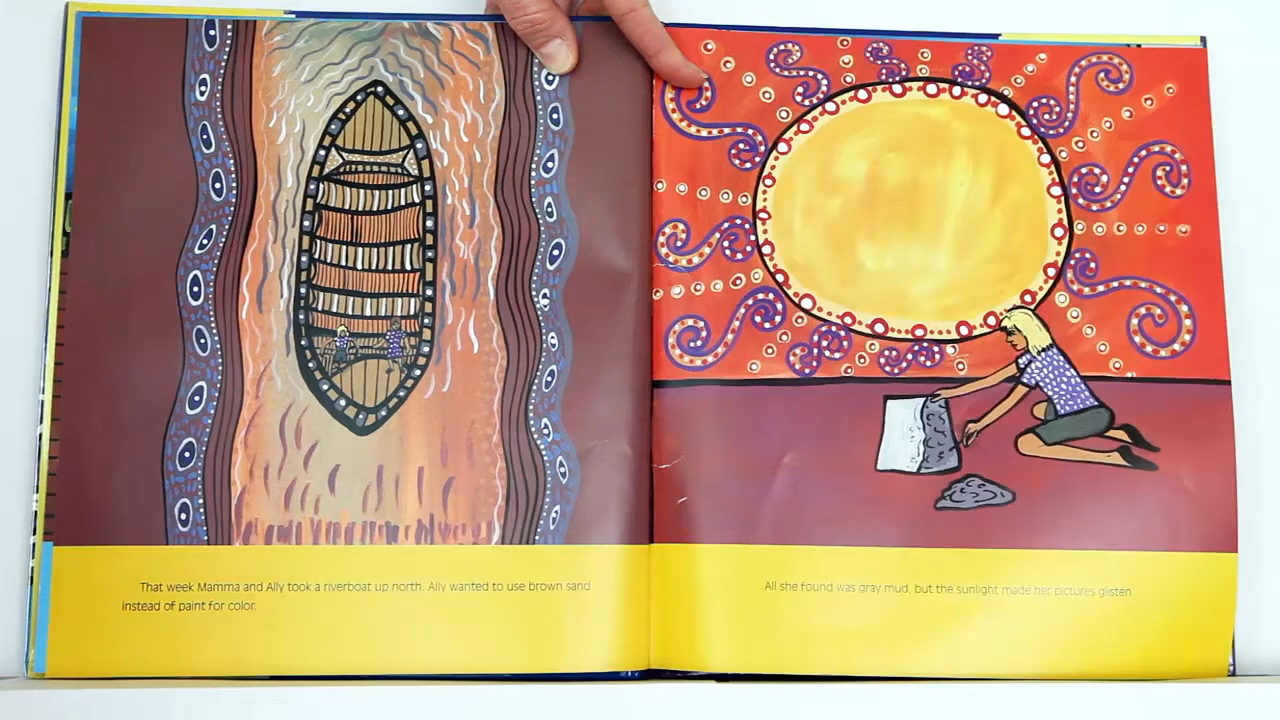 That week Mamma and Ally took a riverboat up north. Ally wanted to use brown sand
instead of paint for color.
All she found was gray mud, but the sunlight made her pictures glisten.